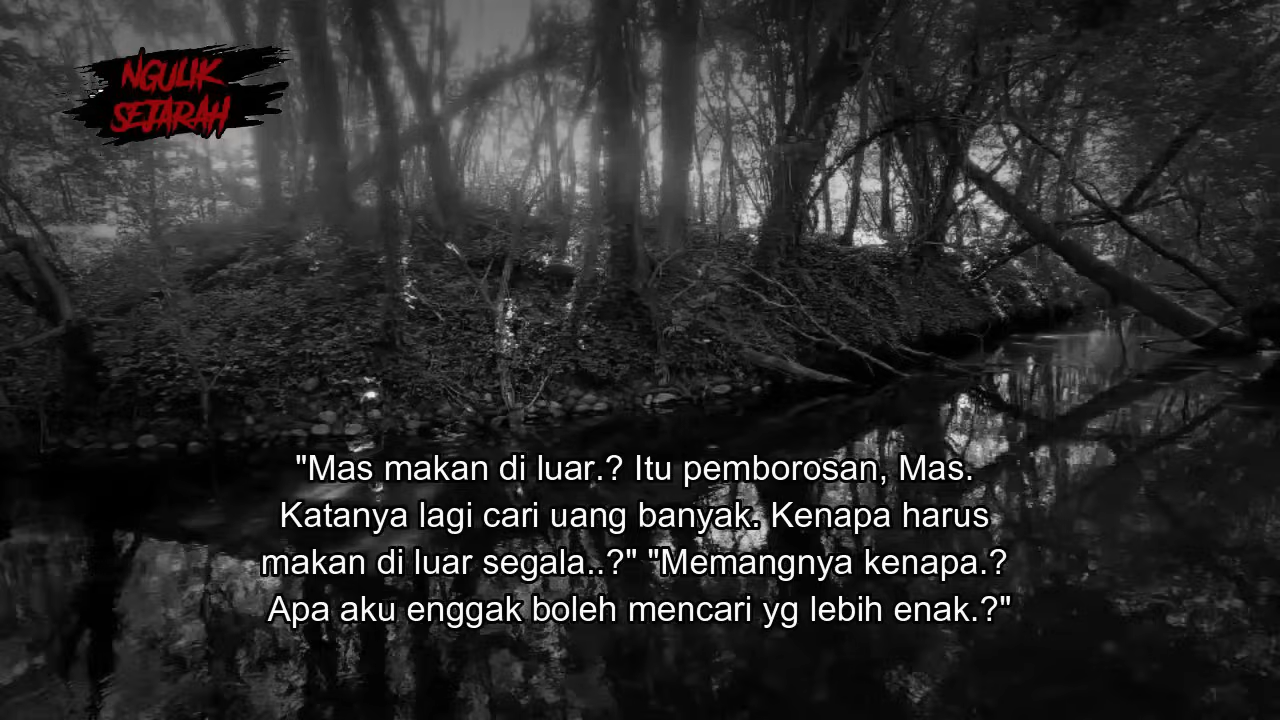 NGULIK
SEJARAH
"Mas makan di luar.? Itu pemborosan, Mas.
Katanya lagi cari uang banyak. Kenapa harus
makan di luar segala..?" "Memangnya kenapa.?
Apa aku enggak boleh mencari yg lebih enak.?"